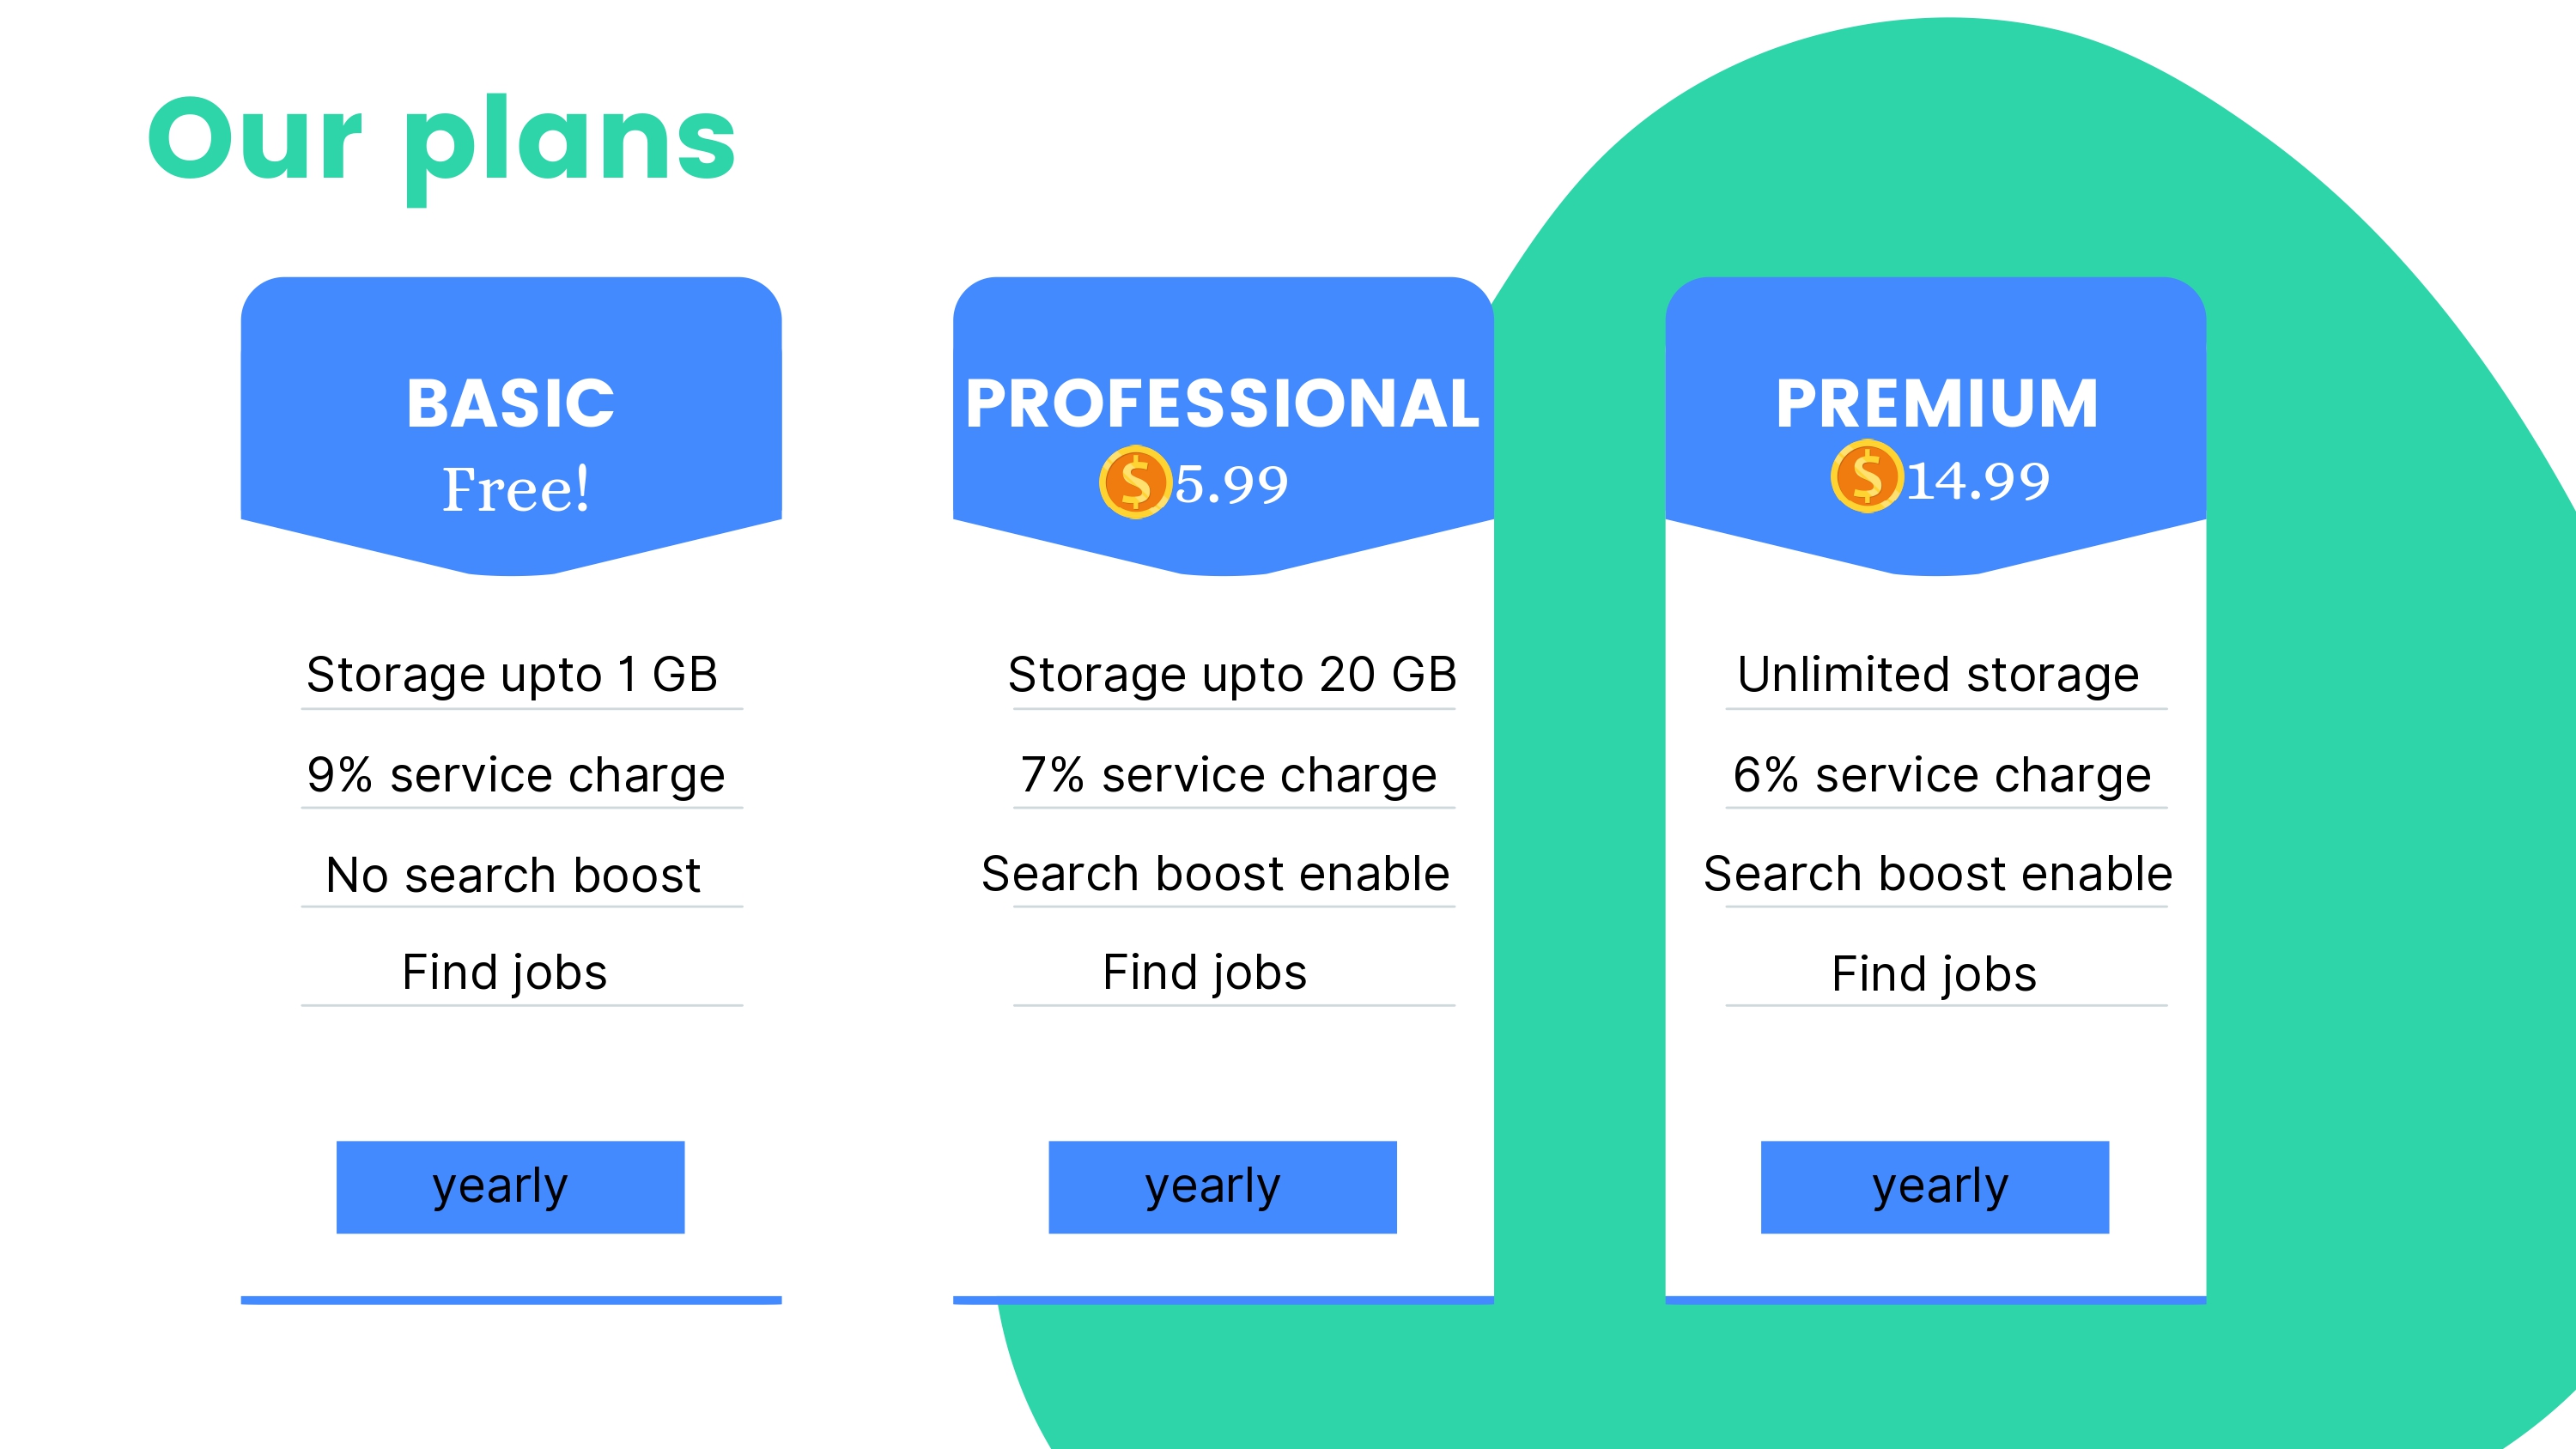 Our plans
BASIC
Free!
Storage upto 1 GB
9% service charge
No search boost
Find jobs
yearly
PROFESSIONAL
$5.99
Storage upto 20 GB
7% service charge
Search boost enable
Find jobs
yearly
PREMIUM
$14.99
Unlimited storage
6% service charge
Search boost enable
Find jobs
yearly